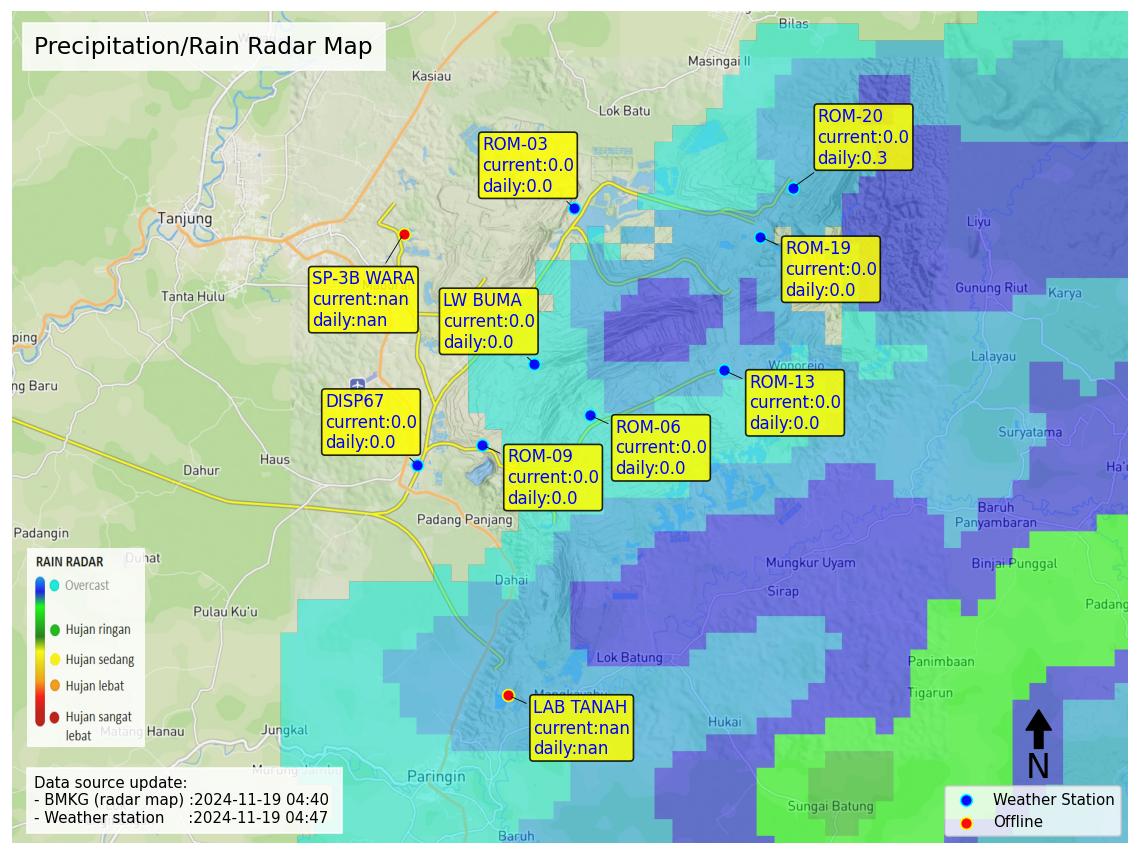 Precipitation/Rain Radar Map
Bilas
Masingai II
Kasiau
Lok Batu
ROM-20
current:0.0
daily:0.3
ROM-03
current:0.0
daily:0.0
Tanjung
Liyu
ROM-19
current:0.0
daily:0.0
SP-3B WARA
current:nan
daily:nan
Tanta Hulu
LW BUMA
current:0.0
daily:0.0
Gunung Riut
Karya
ping
Lalayau
Wonorejo
ng Baru
ROM-13
current:0.0
daily:0.0
DISP67
current:0.0
daily:0.0
ROM-06
current:0.0
daily:0.0
Suryatama
ROM-09
current:0.0
daily:0.0
Haus
Dahur
Ha'u
Baruh
Panyambaran
Padang Panjang
Padangin
Duhat
Mungkur Uyam
Binjai Punggal
Dahai
Sirap
Padang
Pulau Ku'u
RAIN RADAR
Overcast
Hujan ringan
Hujan sedang
Hujan lebat
Hujan sangat
lebat
Lok Batung
Panimbaan
Tigarun
LAB TANAH
current:nan
daily:nan
Hukai
Matang Hanau
Jungkal
Paringin
Sungai Batung
Baruh
N
Data source update:
- BMKG (radar map) :2024-11-19 04:40
- Weather station :2024-11-19 04:47
Weather Station
Offline